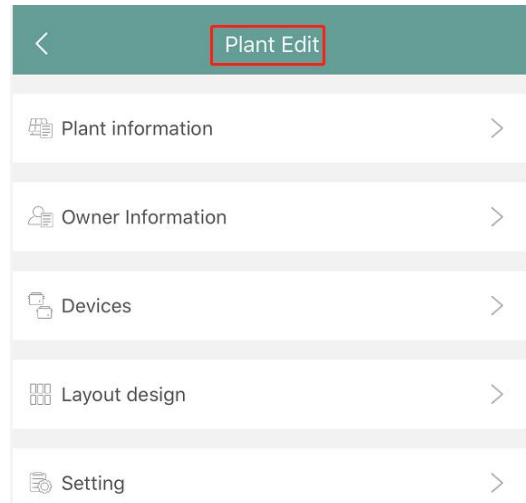 Plant Edit
Plant information
Owner Information
Devices
Layout design
Setting